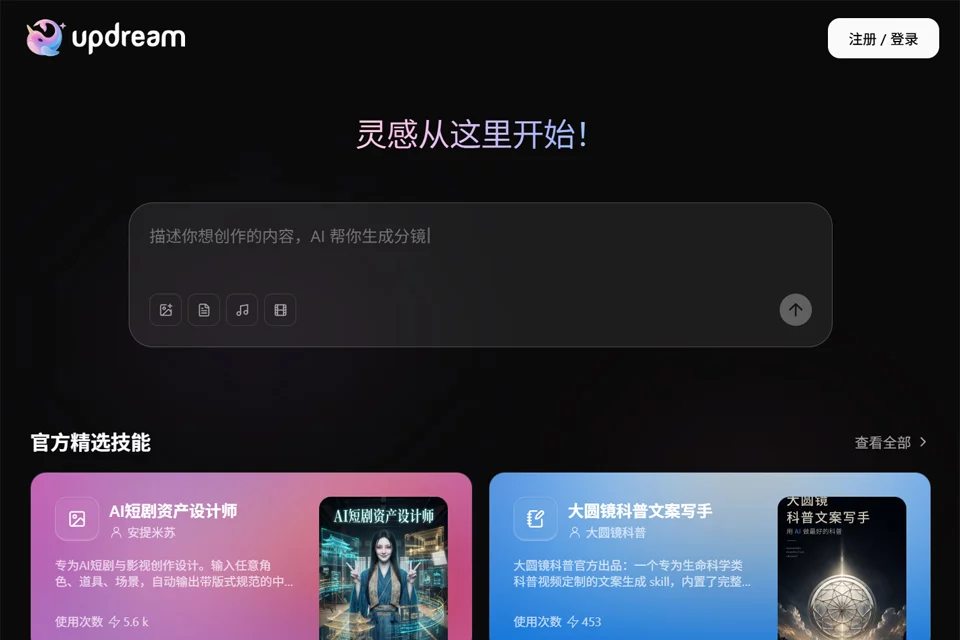 updream
注册 / 登录
灵感从这里开始!
描述你想创作的内容，AI 帮你生成分镜
官方精选技能
查看全部
AI短剧资产设计师
安提米苏
专为AI短剧与影视创作设计。输入任意角
色、道具、场景，自动输出带版式规范的中...
使用次数 5.6 k
AI短剧资产设计师
大圆镜科普文案写手
大圆镜科普
大圆镜科普官方出品：一个专为生命科学类
科普视频定制的文案生成 skill，内置了完整...
使用次数 453
大圆镜
科普文案写手
用 AI 做最好的科普